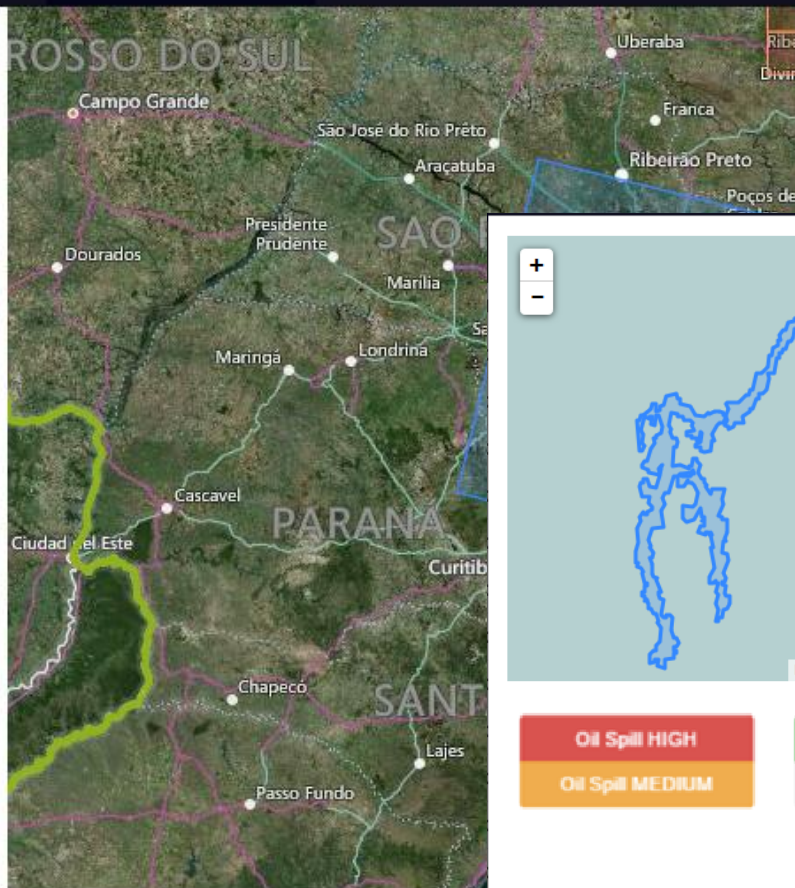 ROSSO DO SUL
Uberaba
Campo Grande
Franca
São José do Rio Prêto
Ribeirão Preto
Araçatuba
Poços de
Presidente
Prudente
SAO
Dourados
Marília
Maringá
Londrina
Cascavel
PARANÁ
Ciudad del Este
Curitib
Chapecó
SANT
Lajes
Passo Fundo
+
−
Oil Spill HIGH
Oil Spill MEDIUM